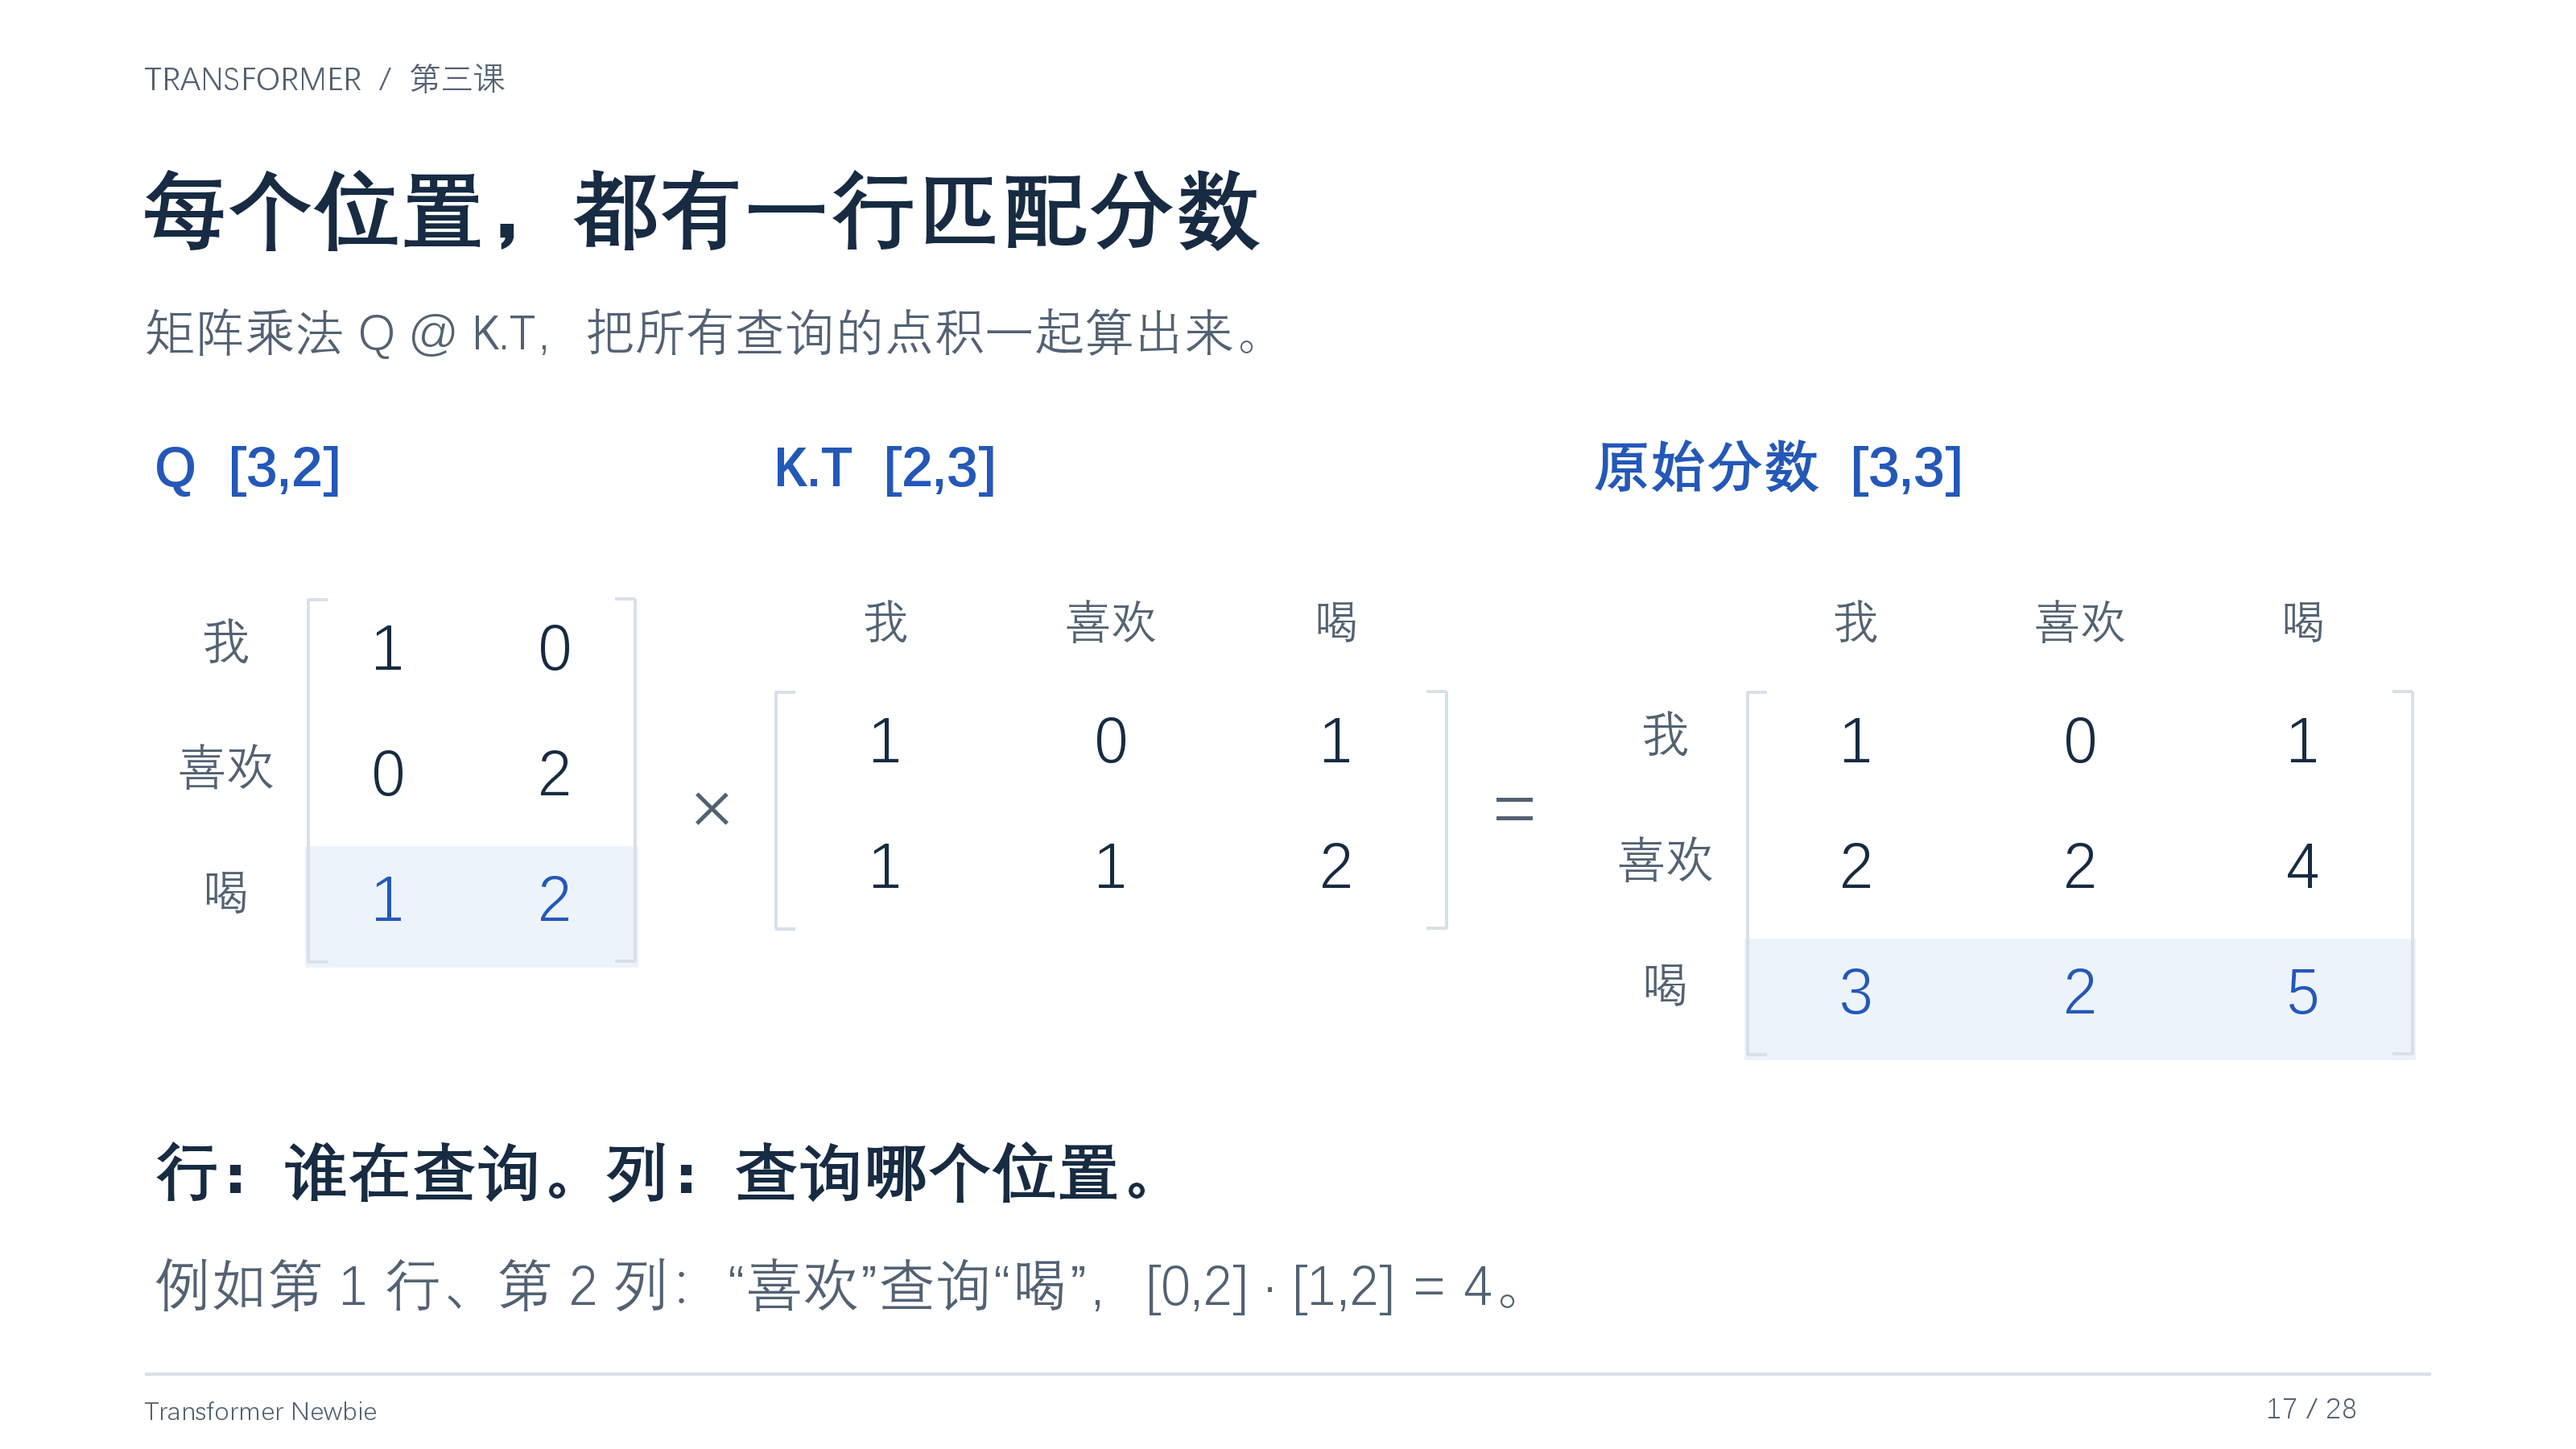 TRANSFORMER / 第三课
每个位置，都有一行匹配分数
矩阵乘法 Q @ K.T，把所有查询的点积一起算出来。
Q [3,2]
K.T [2,3]
原始分数 [3,3]
我 1 0
喜欢 0 2
喝 1 2
×
我 喜欢 喝
1 0 1
1 1 2
=
我 喜欢 喝
我 1 0 1
喜欢 2 2 4
喝 3 2 5
行：谁在查询。列：查询哪个位置。
例如第 1 行、第 2 列：“喜欢”查询“喝”，[0,2] · [1,2] = 4。
Transformer Newbie
17 / 28